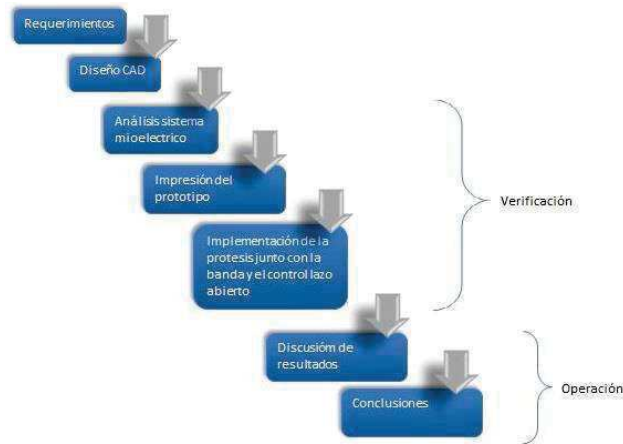 Requerimientos
Diseño CAD
Análisis sistema
mioelectrico
Impresión del
prototipo
Implementación de la
protesis junto con la
banda y el control lazo
abierto
Verificación
Discusióm de
resultados
Conclusiones
Operación